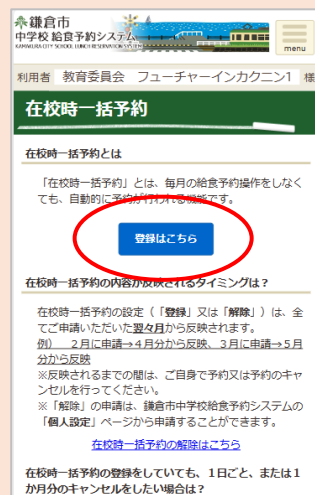 鎌倉市
中学校 給食予約システム
KAMAKURA CITY SCHOOL LUNCH RESERVATION SYSTEM
menu
利用者 教育委員会 フューチャーインカクニン1 様
在校時一括予約
在校時一括予約とは
「在校時一括予約」とは、毎月の給食予約操作をしなく
ても、自動的に予約が行われる機能です。
登録はこちら
在校時一括予約の内容が反映されるタイミングは？
在校時一括予約の設定（「登録」又は「解除」）は、全
てご申請いただいた翌々月から反映されます。
例） 2月に申請→4月分から反映、3月に申請→5月
分から反映
※反映されるまでの間は、ご自身で予約又は予約のキャ
ンセルを行ってください。
※「解除」の申請は、鎌倉市中学校給食予約システムの
「個人設定」ページから申請することができます。
在校時一括予約の解除はこちら
在校時一括予約の登録をしていても、1日ごと、または1
か月分のキャンセルをしたい場合は？